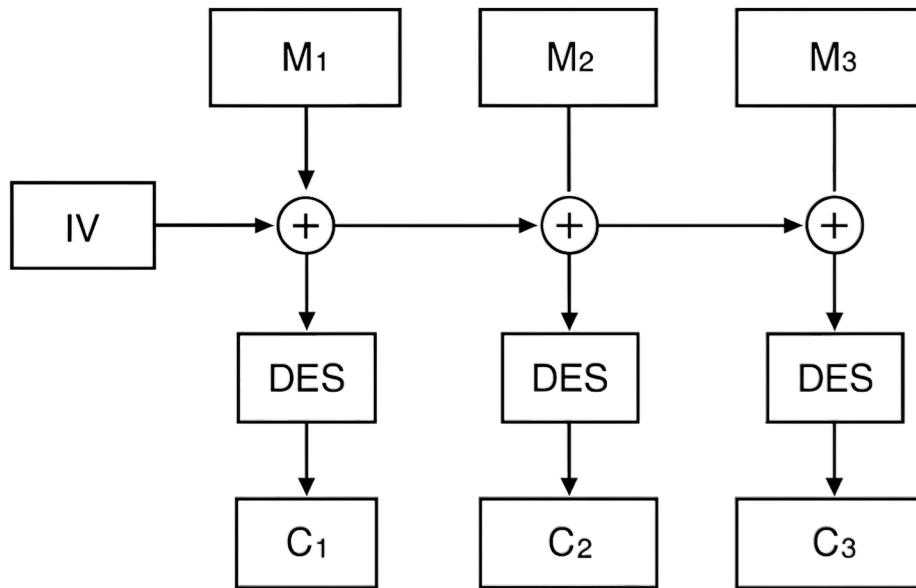 M₁ M₂ M₃
IV + + +
DES DES DES
C₁ C₂ C₃